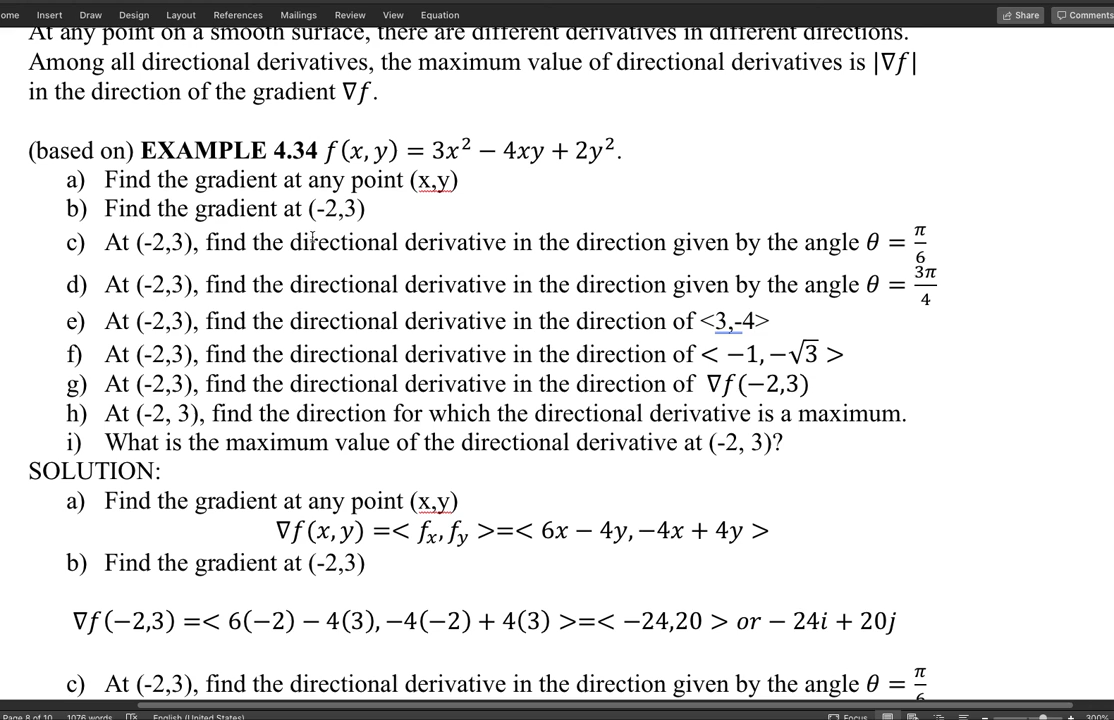 ome Insert Draw Design Layout References Mailings Review View Equation Share Comments
At any point on a smooth surface, there are different derivatives in different directions.
Among all directional derivatives, the maximum value of directional derivatives is |∇f|
in the direction of the gradient ∇f.
(based on) EXAMPLE 4.34 f(x, y) = 3x² − 4xy + 2y².
a) Find the gradient at any point (x,y)
b) Find the gradient at (-2,3)
c) At (-2,3), find the directional derivative in the direction given by the angle θ = π/6
d) At (-2,3), find the directional derivative in the direction given by the angle θ = 3π/4
e) At (-2,3), find the directional derivative in the direction of <3,-4>
f) At (-2,3), find the directional derivative in the direction of < −1, −√3 >
g) At (-2,3), find the directional derivative in the direction of ∇f(−2,3)
h) At (-2, 3), find the direction for which the directional derivative is a maximum.
i) What is the maximum value of the directional derivative at (-2, 3)?
SOLUTION:
a) Find the gradient at any point (x,y)
∇f(x, y) =< fx, fy >=< 6x − 4y, −4x + 4y >
b) Find the gradient at (-2,3)
∇f(−2,3) =< 6(−2) − 4(3), −4(−2) + 4(3) >=< −24,20 > or − 24i + 20j
c) At (-2,3), find the directional derivative in the direction given by the angle θ = π/6
Page 8 of 10 1076 words English (United States) Focus 300%